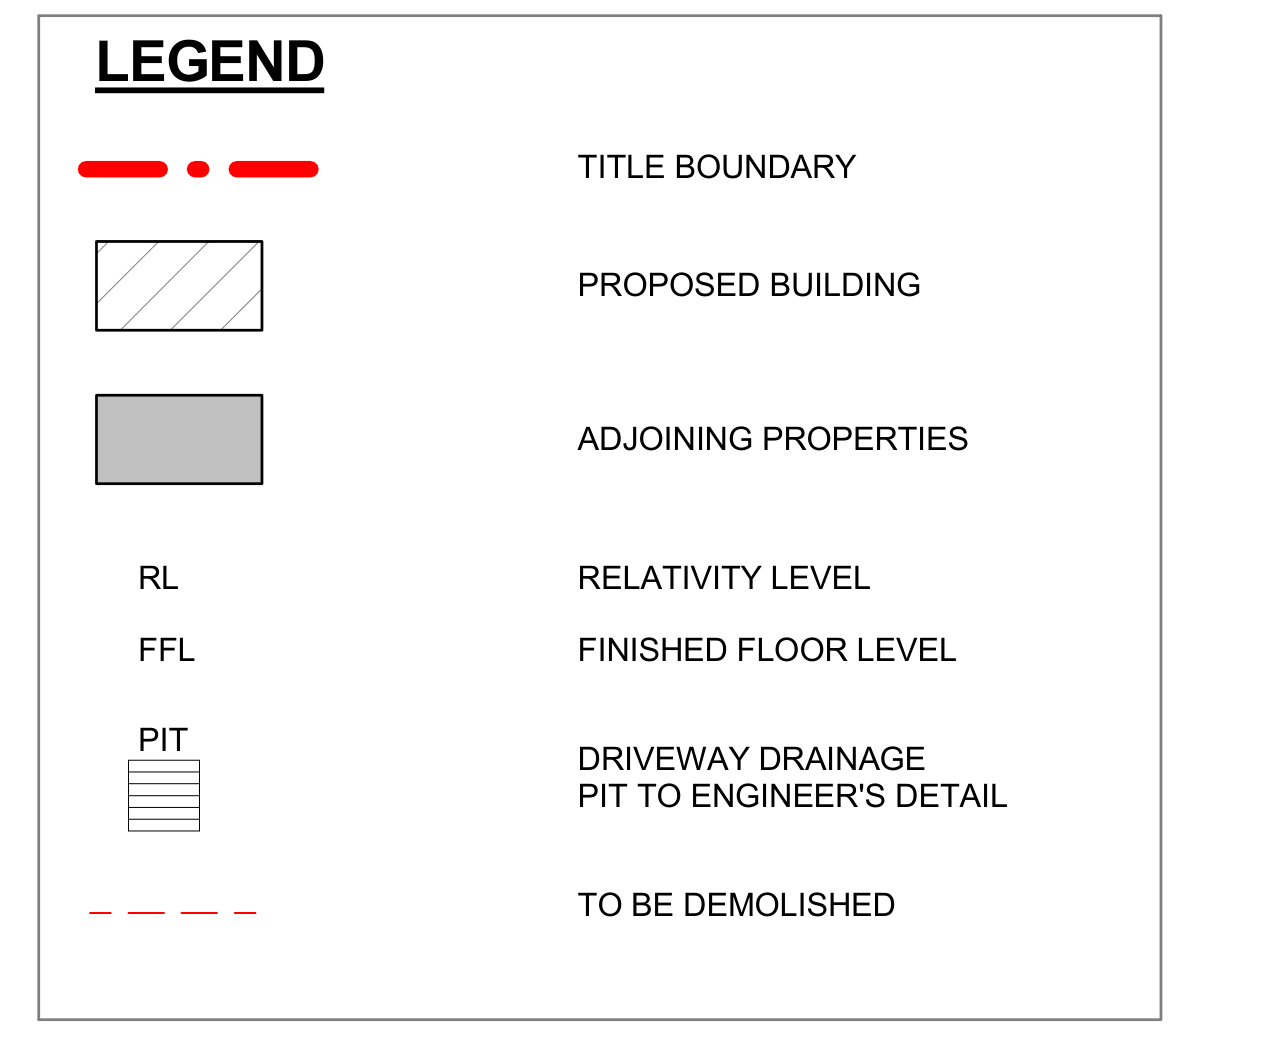 LEGEND
TITLE BOUNDARY
PROPOSED BUILDING
ADJOINING PROPERTIES
RL RELATIVITY LEVEL
FFL FINISHED FLOOR LEVEL
PIT
DRIVEWAY DRAINAGE
PIT TO ENGINEER'S DETAIL
TO BE DEMOLISHED